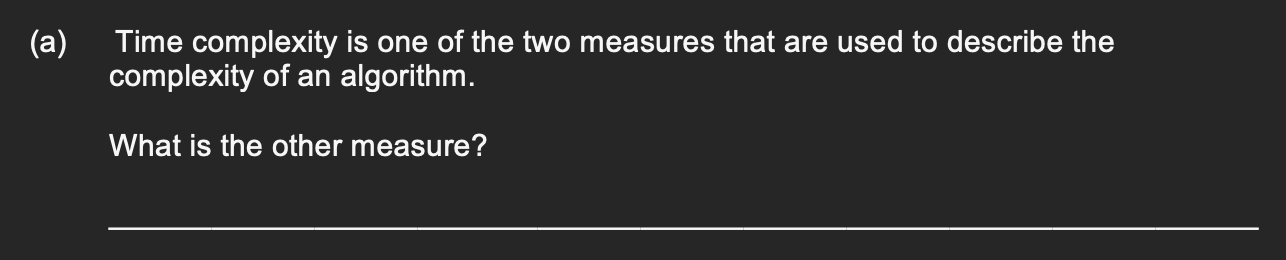 (a) Time complexity is one of the two measures that are used to describe the
complexity of an algorithm.
What is the other measure?